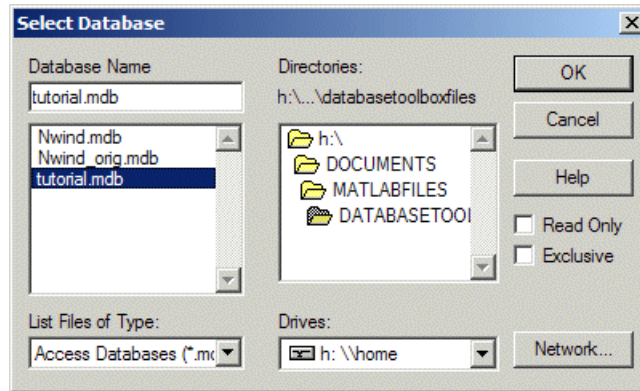 Select Database
Database Name
tutorial.mdb
Nwind.mdb
Nwind_orig.mdb
tutorial.mdb
List Files of Type:
Access Databases (*.mc
Directories:
h:\...\databasetoolboxfiles
h:\
DOCUMENTS
MATLABFILES
DATABASETOOl
Drives:
h: \\home
OK
Cancel
Help
Read Only
Exclusive
Network...